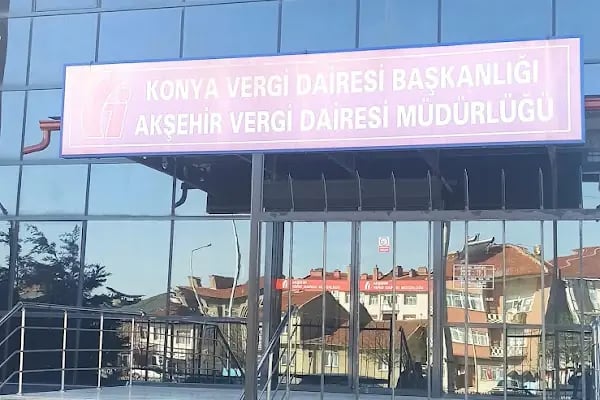 KONYA VERGİ DAİRESİ BAŞKANLIĞI
AKŞEHİR VERGİ DAİRESİ MÜDÜRLÜĞÜ